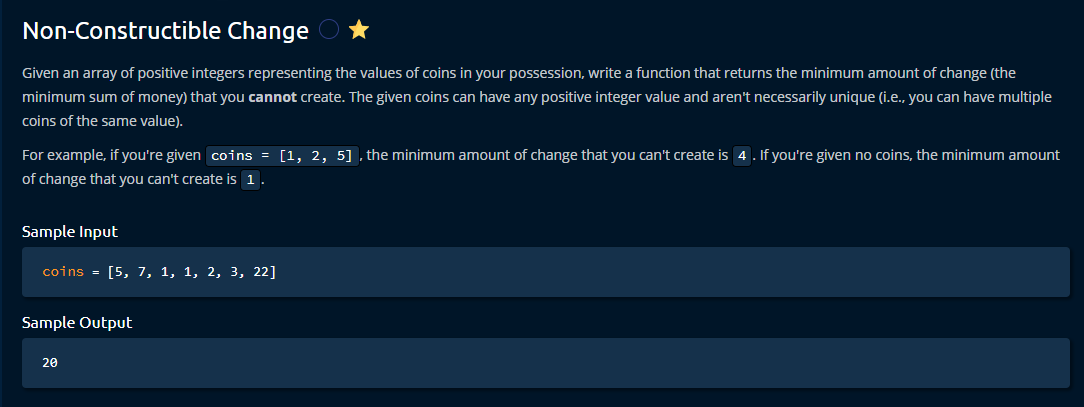 Non-Constructible Change
Given an array of positive integers representing the values of coins in your possession, write a function that returns the minimum amount of change (the
minimum sum of money) that you cannot create. The given coins can have any positive integer value and aren't necessarily unique (i.e., you can have multiple
coins of the same value).
For example, if you're given coins = [1, 2, 5] , the minimum amount of change that you can't create is 4 . If you're given no coins, the minimum amount
of change that you can't create is 1 .
Sample Input
coins = [5, 7, 1, 1, 2, 3, 22]
Sample Output
20